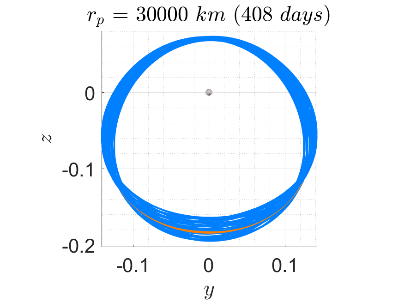 r_p = 30000 km (408 days)
0
-0.1
-0.2
z
-0.1 0 0.1
y